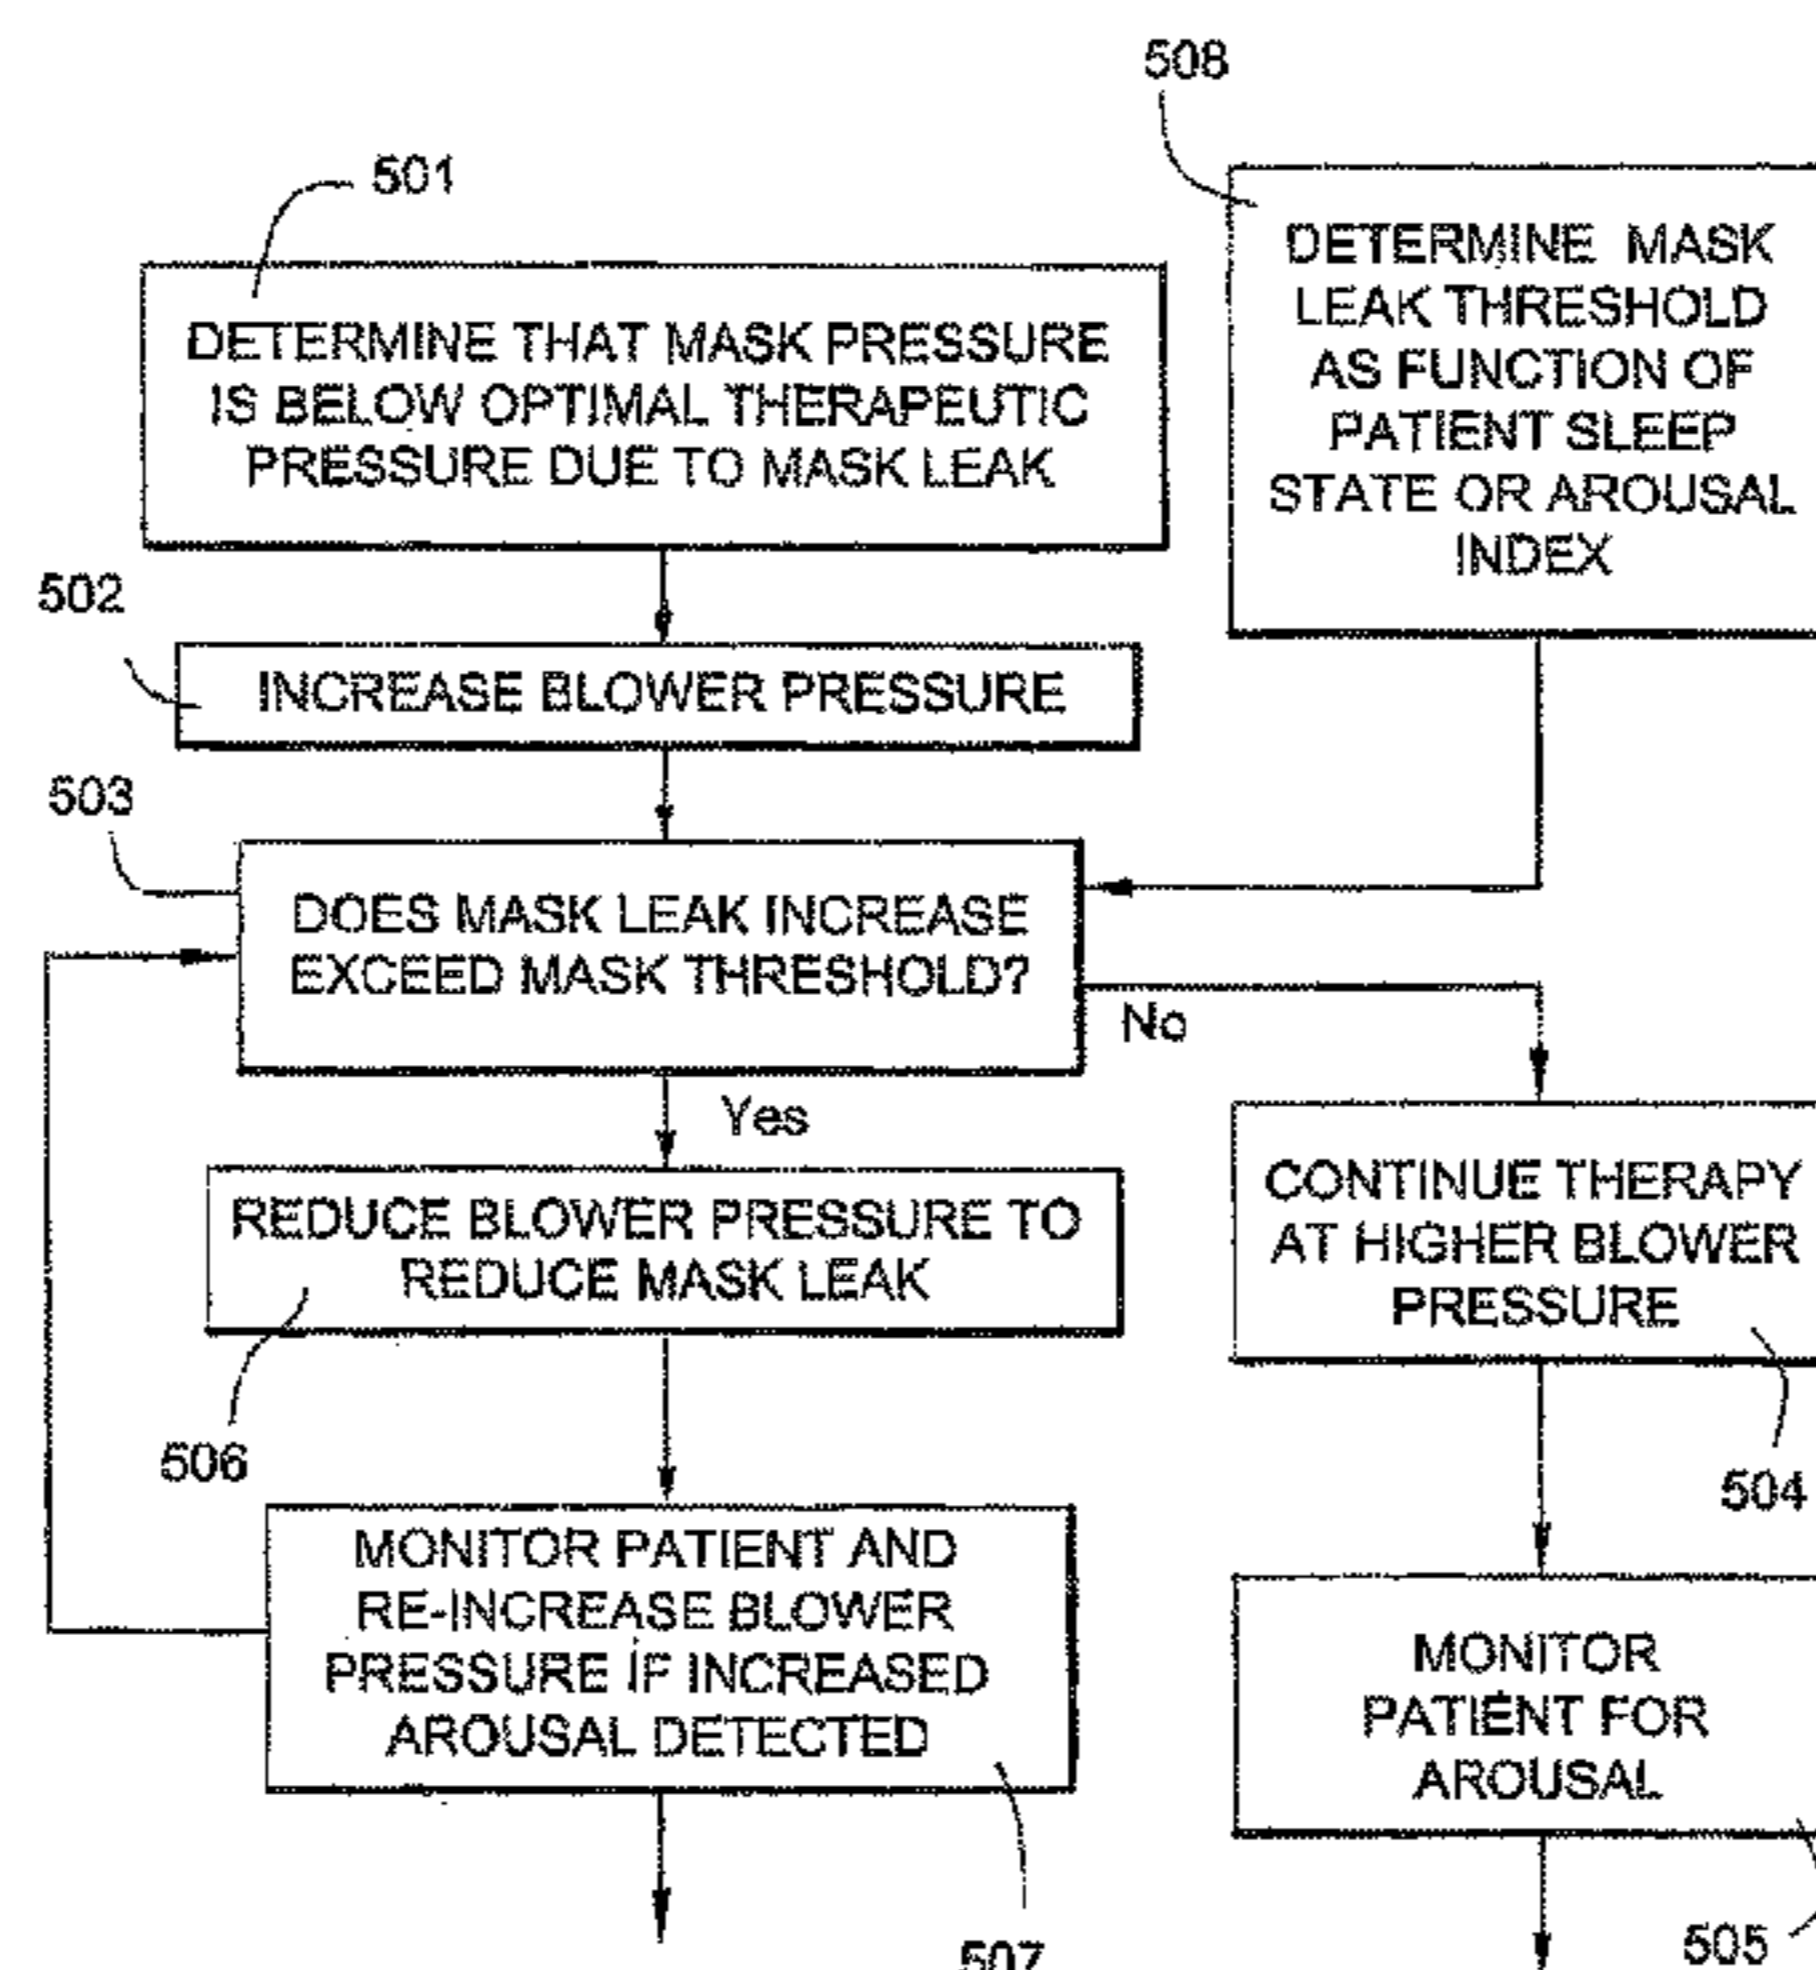 508
501
DETERMINE THAT MASK PRESSURE
IS BELOW OPTIMAL THERAPEUTIC
PRESSURE DUE TO MASK LEAK
DETERMINE MASK
LEAK THRESHOLD
AS FUNCTION OF
PATIENT SLEEP
STATE OR AROUSAL
INDEX
502
INCREASE BLOWER PRESSURE
503
DOES MASK LEAK INCREASE
EXCEED MASK THRESHOLD?
No
Yes
REDUCE BLOWER PRESSURE TO
REDUCE MASK LEAK
506
CONTINUE THERAPY
AT HIGHER BLOWER
PRESSURE
504
MONITOR PATIENT AND
RE-INCREASE BLOWER
PRESSURE IF INCREASED
AROUSAL DETECTED
507
MONITOR
PATIENT FOR
AROUSAL
505